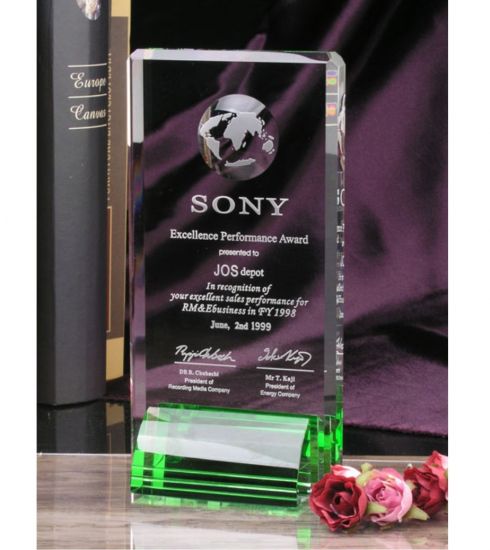 Europe
Canvas
SONY
Excellence Performance Award
presented to
JOS depot
In recognition of
your excellent sales performance for
RM&Ebusiness in FY 1998
June, 2nd 1999
President of
Recording Media Company
Mr T. Kaji
President of
Energy Company